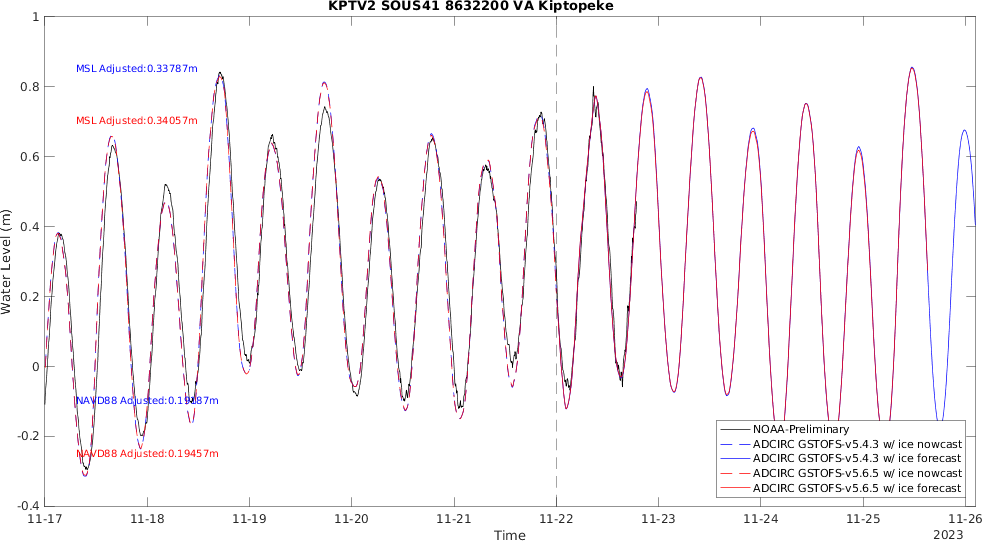 KPTV2 SOUS41 8632200 VA Kiptopeke
1
0.8
0.6
0.4
0.2
0
-0.2
-0.4
Water Level (m)
MSL Adjusted:0.33787m
MSL Adjusted:0.34057m
NAVD88 Adjusted:0.19187m
NAVD88 Adjusted:0.19457m
NOAA-Preliminary
ADCIRC GSTOFS-v5.4.3 w/ ice nowcast
ADCIRC GSTOFS-v5.4.3 w/ ice forecast
ADCIRC GSTOFS-v5.6.5 w/ ice nowcast
ADCIRC GSTOFS-v5.6.5 w/ ice forecast
11-17 11-18 11-19 11-20 11-21 11-22 11-23 11-24 11-25 11-26
Time
2023